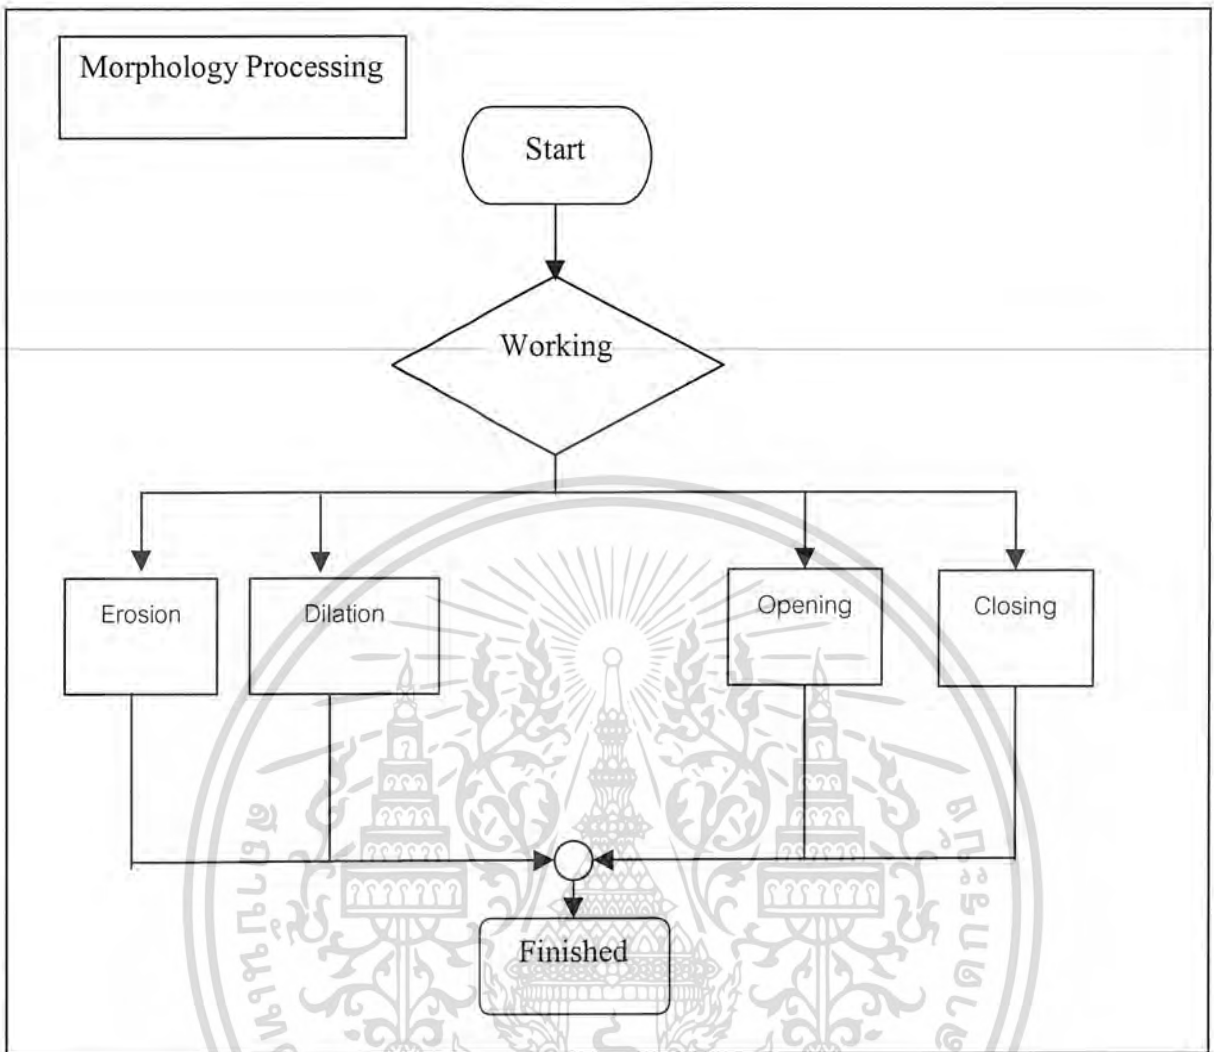 Morphology Processing
Start
Working
Erosion
Dilation
Opening
Closing
Finished